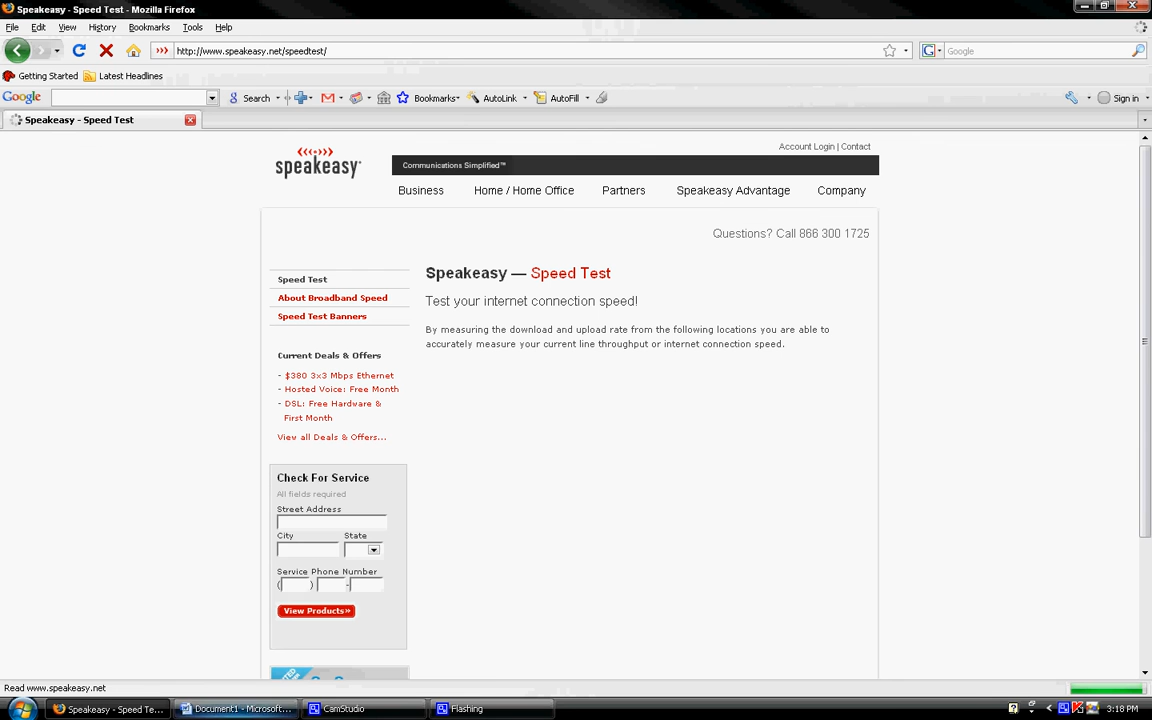 Speakeasy - Speed Test - Mozilla Firefox
File Edit View History Bookmarks Tools Help
http://www.speakeasy.net/speedtest/
G Google
Getting Started Latest Headlines
Google Search Bookmarks AutoLink AutoFill Sign in
Speakeasy - Speed Test
speakeasy
Account Login | Contact
Communications Simplified™
Business Home / Home Office Partners Speakeasy Advantage Company
Questions? Call 866 300 1725
Speed Test
About Broadband Speed
Speed Test Banners
Current Deals & Offers
- $380 3x3 Mbps Ethernet
- Hosted Voice: Free Month
- DSL: Free Hardware &
First Month
View all Deals & Offers...
Check For Service
All fields required
Street Address
City State
Service Phone Number
( ) -
View Products»
Speakeasy — Speed Test
Test your internet connection speed!
By measuring the download and upload rate from the following locations you are able to
accurately measure your current line throughput or internet connection speed.
Read www.speakeasy.net
Speakeasy - Speed Te... Document1 - Microsoft... CamStudio Flashing 3:18 PM